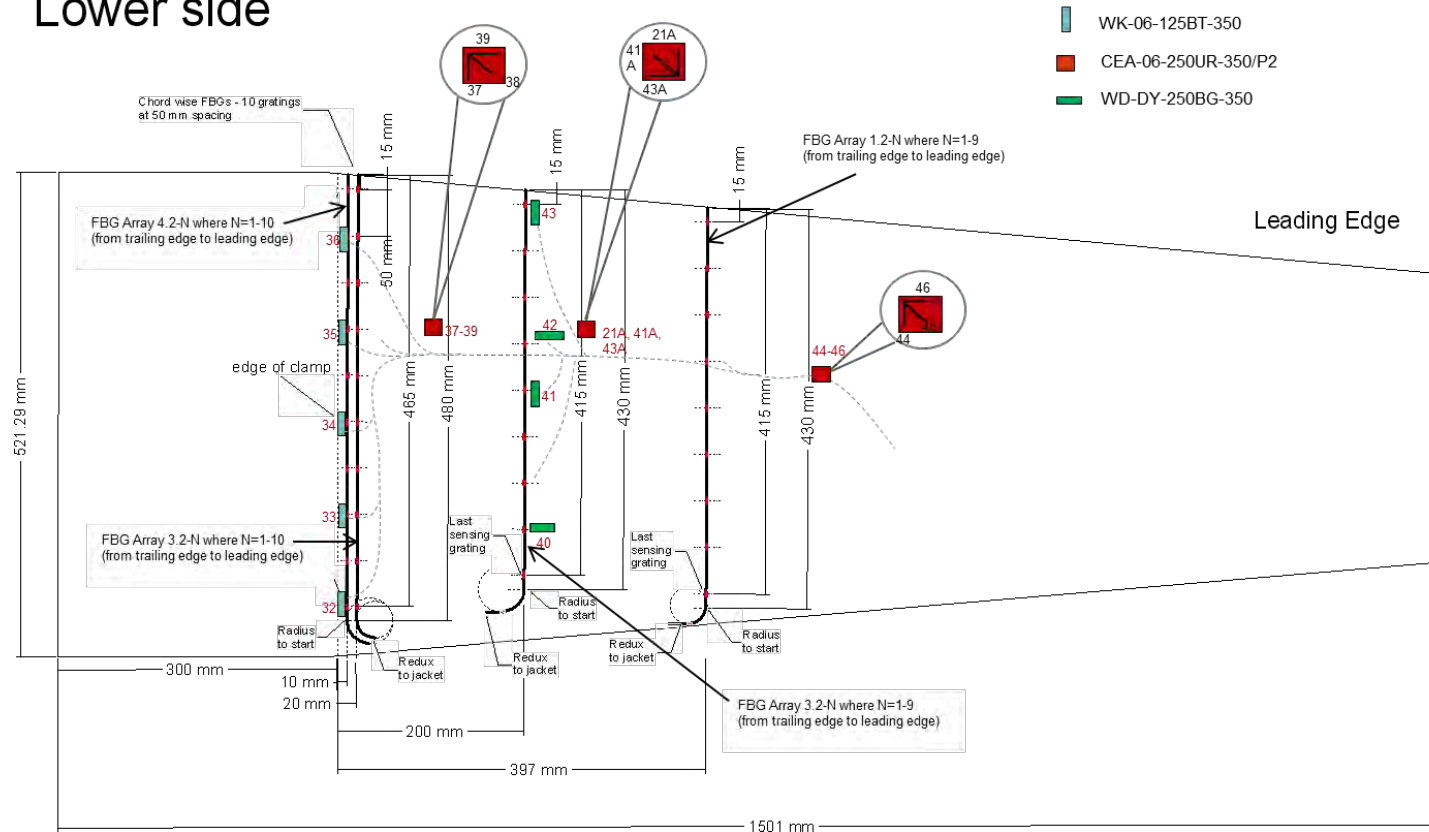 Lower side
WK-06-125BT-350
CEA-06-250UR-350/P2
WD-DY-250BG-350
39
38
37
21A
41
A
43A
Chord wise FBGs - 10 gratings
at 50 mm spacing
15 mm
15 mm
FBG Array 1.2-N where N=1-9
(from trailing edge to leading edge)
15 mm
FBG Array 4.2-N where N=1-10
(from trailing edge to leading edge)
36
50 mm
43
Leading Edge
46
44
35
37-39
42
21A, 41A,
43A
44-46
edge of clamp
34
41
465 mm
480 mm
415 mm
430 mm
415 mm
430 mm
521.29 mm
33
FBG Array 3.2-N where N=1-10
(from trailing edge to leading edge)
Last
sensing
grating
40
Last
sensing
grating
32
Radius
to start
Radius
to start
Radius
to start
Redux
to jacket
Redux
to jacket
Redux
to jacket
300 mm
10 mm
20 mm
FBG Array 3.2-N where N=1-9
(from trailing edge to leading edge)
200 mm
397 mm
1501 mm